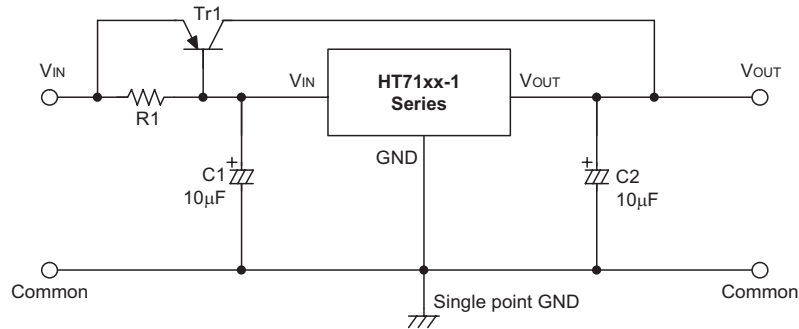 Tr1
VIN
R1
VIN
HT71xx-1
Series
VOUT
VOUT
GND
+
C1
10μF
+
C2
10μF
Common
Single point GND
Common